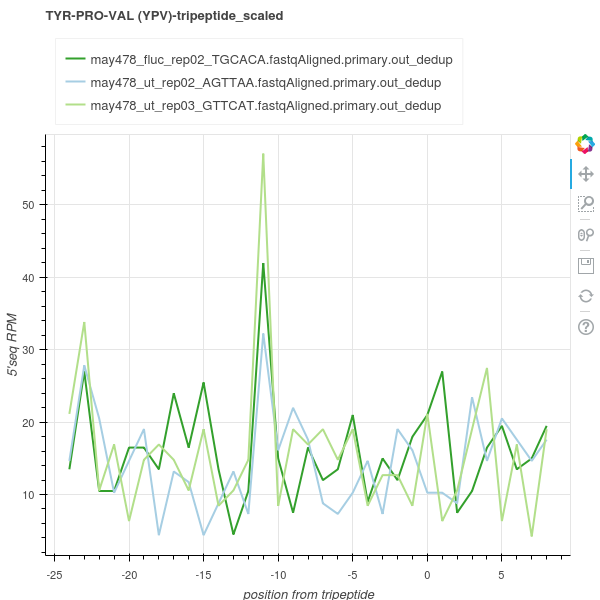 TYR-PRO-VAL (YPV)-tripeptide_scaled
may478_fluc_rep02_TGCACA.fastqAligned.primary.out_dedup
may478_ut_rep02_AGTTAA.fastqAligned.primary.out_dedup
may478_ut_rep03_GTTCAT.fastqAligned.primary.out_dedup
50
40
30
20
10
5'seq RPM
-25 -20 -15 -10 -5 0 5
position from tripeptide